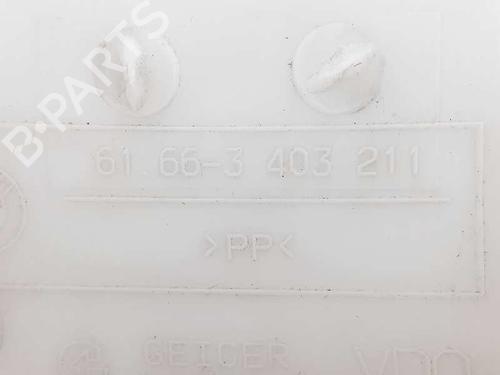 B-PARTS
61 66-3 403 211
>PP<
GEIGER VDO